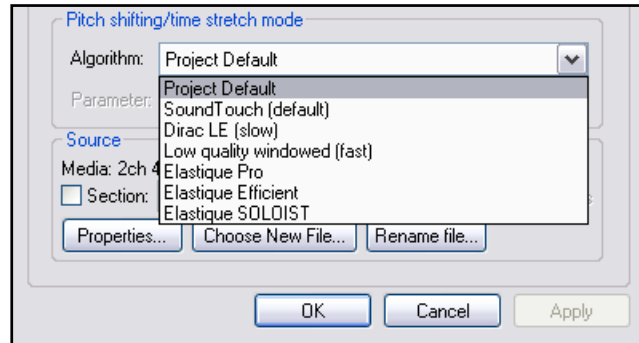 Pitch shifting/time stretch mode
Algorithm: Project Default
Parameter: Project Default
SoundTouch (default)
Dirac LE (slow)
Source
Low quality windowed (fast)
Media: 2ch 4
Elastique Pro
Section: Elastique Efficient
Elastique SOLOIST
Properties... Choose New File... Rename file...
OK Cancel Apply